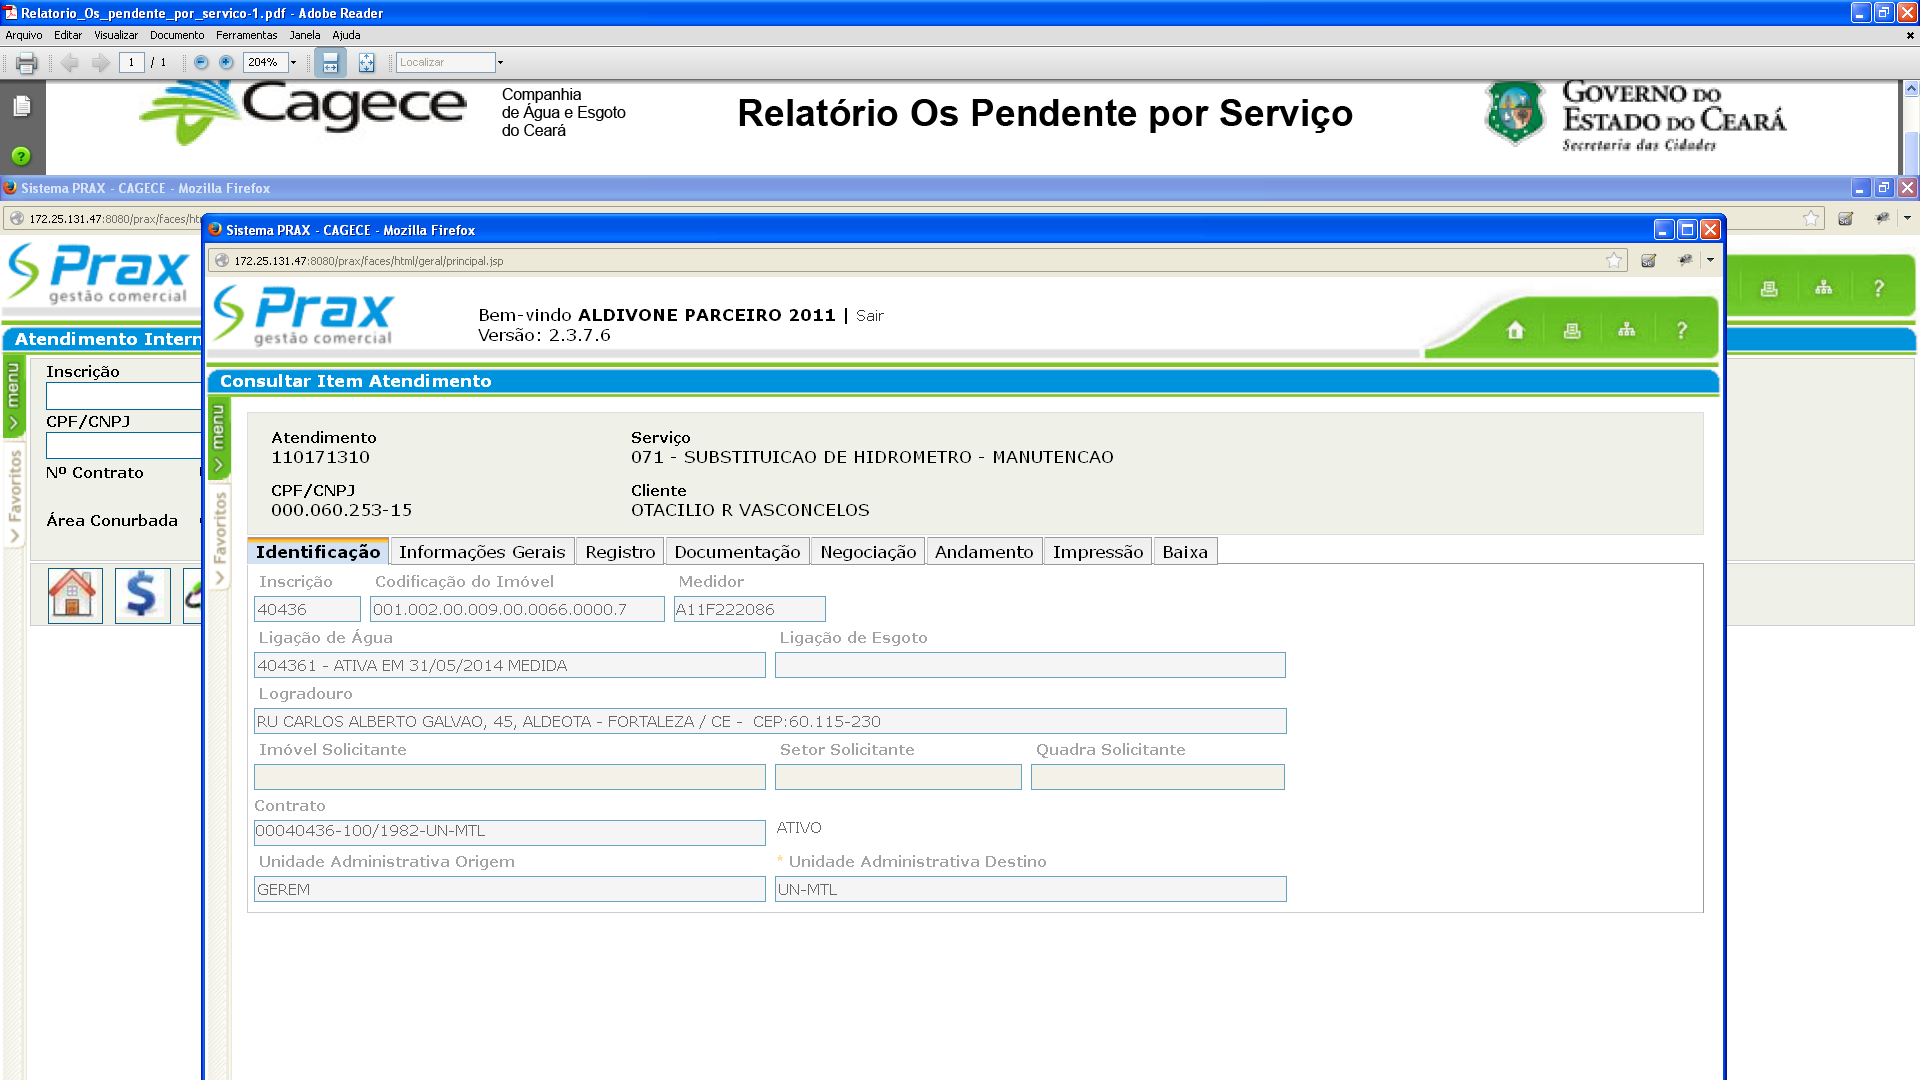 Relatorio_Os_pendente_por_servico-1.pdf - Adobe Reader
Arquivo Editar Visualizar Documento Ferramentas Janela Ajuda
1 / 1 204% Localizar
Cagece
Companhia
de Água e Esgoto
do Ceará
Relatório Os Pendente por Serviço
GOVERNO DO
ESTADO DO CEARÁ
Secretaria das Cidades
Sistema PRAX - CAGECE - Mozilla Firefox
172.25.131.47:8080/prax/faces/ht
Prax
gestão comercial
Atendimento Intern
menu
Favoritos
Inscrição
CPF/CNPJ
Nº Contrato
Área Conurbada
Sistema PRAX - CAGECE - Mozilla Firefox
172.25.131.47:8080/prax/faces/html/geral/principal.jsp
Prax
gestão comercial
Bem-vindo ALDIVONE PARCEIRO 2011 | Sair
Versão: 2.3.7.6
Consultar Item Atendimento
menu
Favoritos
Atendimento Serviço
110171310 071 - SUBSTITUICAO DE HIDROMETRO - MANUTENCAO
CPF/CNPJ Cliente
000.060.253-15 OTACILIO R VASCONCELOS
Identificação Informações Gerais Registro Documentação Negociação Andamento Impressão Baixa
Inscrição Codificação do Imóvel Medidor
40436 001.002.00.009.00.0066.0000.7 A11F222086
Ligação de Água Ligação de Esgoto
404361 - ATIVA EM 31/05/2014 MEDIDA
Logradouro
RU CARLOS ALBERTO GALVAO, 45, ALDEOTA - FORTALEZA / CE - CEP:60.115-230
Imóvel Solicitante Setor Solicitante Quadra Solicitante
Contrato
00040436-100/1982-UN-MTL ATIVO
Unidade Administrativa Origem * Unidade Administrativa Destino
GEREM UN-MTL